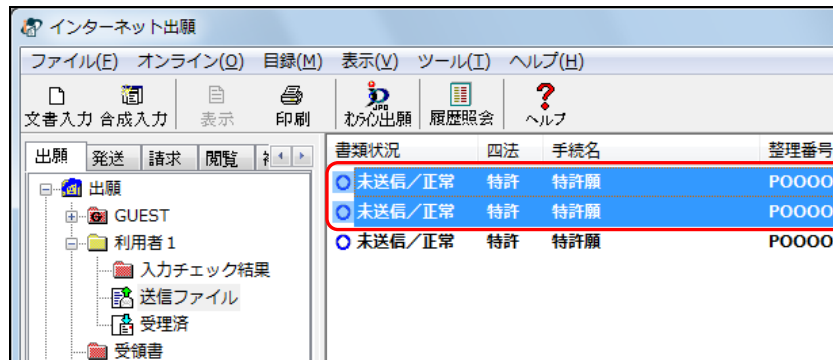 インターネット出願
ファイル(F) オンライン(O) 目録(M) 表示(V) ツール(T) ヘルプ(H)
文書入力 合成入力 表示 印刷 オンライン出願 履歴照会 ヘルプ
出願 発送 請求 閲覧
書類状況 四法 手続名 整理番号
出願
未送信／正常 特許 特許願 P0000
GUEST
未送信／正常 特許 特許願 P0000
利用者1
未送信／正常 特許 特許願 P0000
入力チェック結果
送信ファイル
受理済
受領書